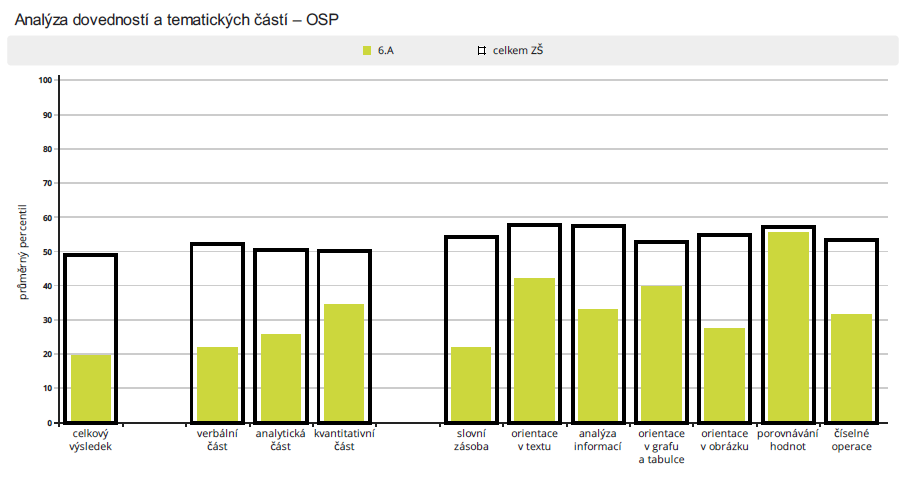 Analýza dovedností a tematických částí – OSP
6.A
celkem ZŠ
průměrný percentil
100
90
80
70
60
50
40
30
20
10
0
celkový
výsledek
verbální
část
analytická
část
kvantitativní
část
slovní
zásoba
orientace
v textu
analýza
informací
orientace
v grafu
a tabulce
orientace
v obrázku
porovnávání
hodnot
číselné
operace